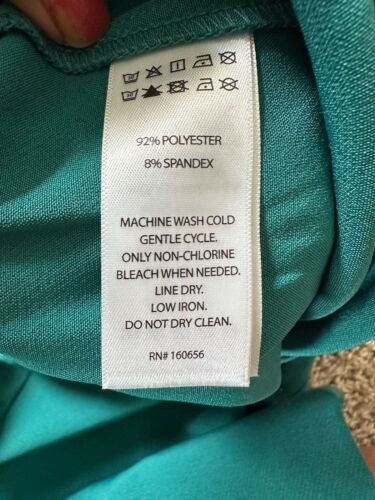 92% POLYESTER
8% SPANDEX
MACHINE WASH COLD
GENTLE CYCLE.
ONLY NON-CHLORINE
BLEACH WHEN NEEDED.
LINE DRY.
LOW IRON.
DO NOT DRY CLEAN.
RN# 160656